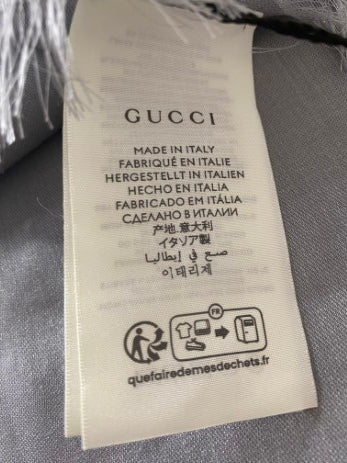 GUCCI
MADE IN ITALY
FABRIQUÉ EN ITALIE
HERGESTELLT IN ITALIEN
HECHO EN ITALIA
FABRICADO EM ITÁLIA
СДЕЛАНО В ИТАЛИИ
产地.意大利
イタリア製
صنع في إيطاليا
이태리제
FR
quefairedemesdechets.fr